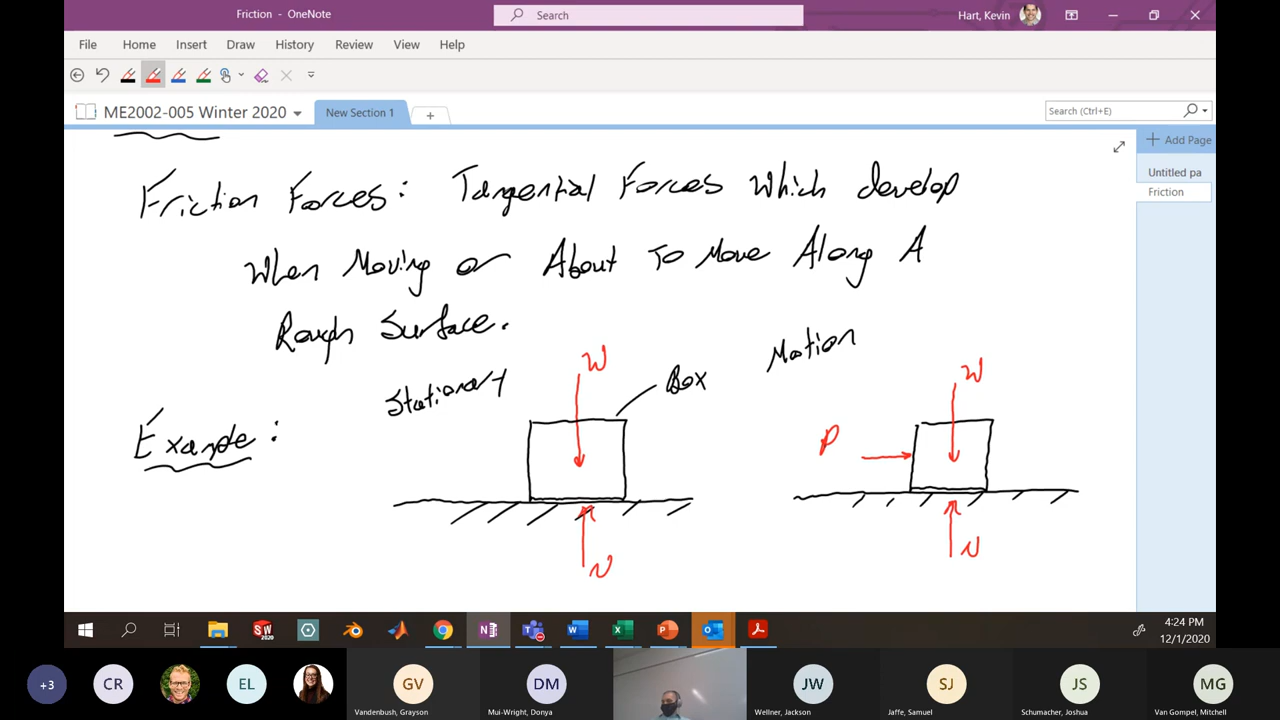 Friction - OneNote
Search
Hart, Kevin
File Home Insert Draw History Review View Help
ME2002-005 Winter 2020
New Section 1
+
Search (Ctrl+E)
+ Add Page
Untitled pa
Friction
Friction Forces: Tangential Forces Which develop
When Moving or About To Move Along A
Rough Surface.
Stationary
W
Box
Motion
W
Example:
P
N
N
SW
2020
4:24 PM
12/1/2020
+3
CR
EL
GV
Vandenbush, Grayson
DM
Mui-Wright, Donya
JW
Wellner, Jackson
SJ
Jaffe, Samuel
JS
Schumacher, Joshua
MG
Van Gompel, Mitchell